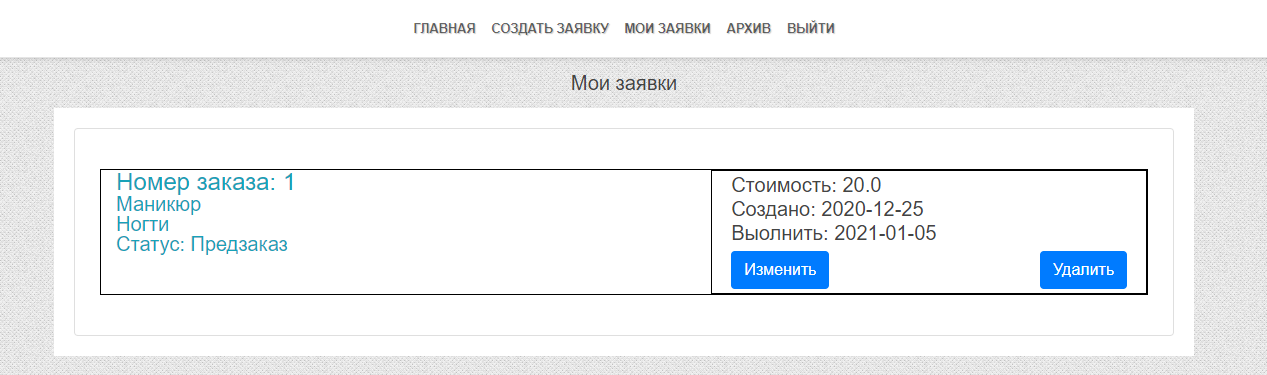 ГЛАВНАЯ СОЗДАТЬ ЗАЯВКУ МОИ ЗАЯВКИ АРХИВ ВЫЙТИ
Мои заявки
Номер заказа: 1
Маникюр
Ногти
Статус: Предзаказ
Стоимость: 20.0
Создано: 2020-12-25
Выолнить: 2021-01-05
Изменить Удалить